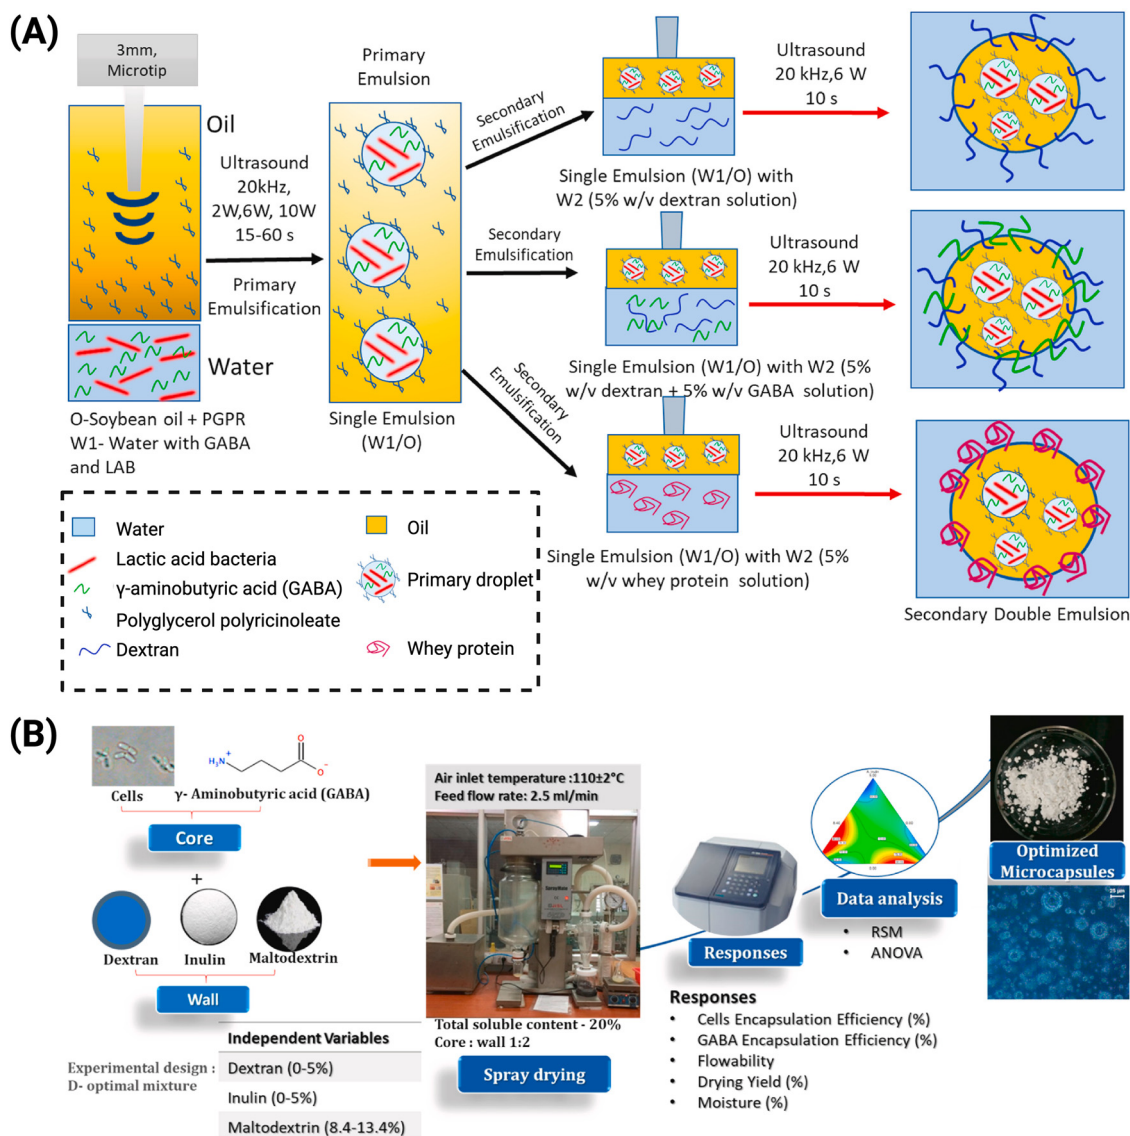 (A)
3mm,
Microtip
Oil
Ultrasound
20kHz,
2W,6W, 10W
15-60 s
Primary
Emulsification
Water
O-Soybean oil + PGPR
W1- Water with GABA
and LAB
Primary
Emulsion
Single Emulsion
(W1/O)
Secondary
Emulsification
Single Emulsion (W1/O) with
W2 (5% w/v dextran solution)
Ultrasound
20 kHz,6 W
10 s
Secondary
Emulsification
Single Emulsion (W1/O) with W2 (5%
w/v dextran + 5% w/v GABA solution)
Ultrasound
20 kHz,6 W
10 s
Secondary
Emulsification
Single Emulsion (W1/O) with W2 (5%
w/v whey protein solution)
Ultrasound
20 kHz,6 W
10 s
Secondary Double Emulsion
Water
Lactic acid bacteria
γ-aminobutyric acid (GABA)
Polyglycerol polyricinoleate
Dextran
Oil
Primary droplet
Whey protein
(B)
Cells
H₃N⁺
O
O⁻
γ- Aminobutyric acid (GABA)
Core
+
Dextran
Inulin
Maltodextrin
Wall
Experimental design :
D- optimal mixture
Independent Variables
Dextran (0-5%)
Inulin (0-5%)
Maltodextrin (8.4-13.4%)
Air inlet temperature :110±2°C
Feed flow rate: 2.5 ml/min
Total soluble content - 20%
Core : wall 1:2
Spray drying
Responses
Responses
• Cells Encapsulation Efficiency (%)
• GABA Encapsulation Efficiency (%)
• Flowability
• Drying Yield (%)
• Moisture (%)
Data analysis
• RSM
• ANOVA
Optimized
Microcapsules
25 µm